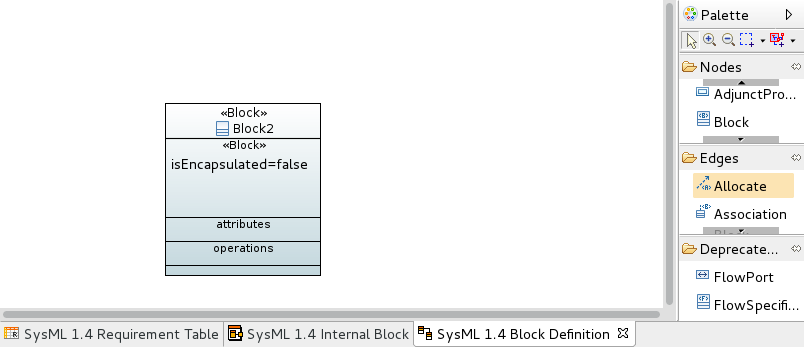 «Block»
Block2
«Block»
isEncapsulated=false
attributes
operations
Palette
Nodes
AdjunctPro...
Block
Edges
Allocate
Association
Deprecate...
FlowPort
FlowSpecifi...
SysML 1.4 Requirement Table
SysML 1.4 Internal Block
SysML 1.4 Block Definition